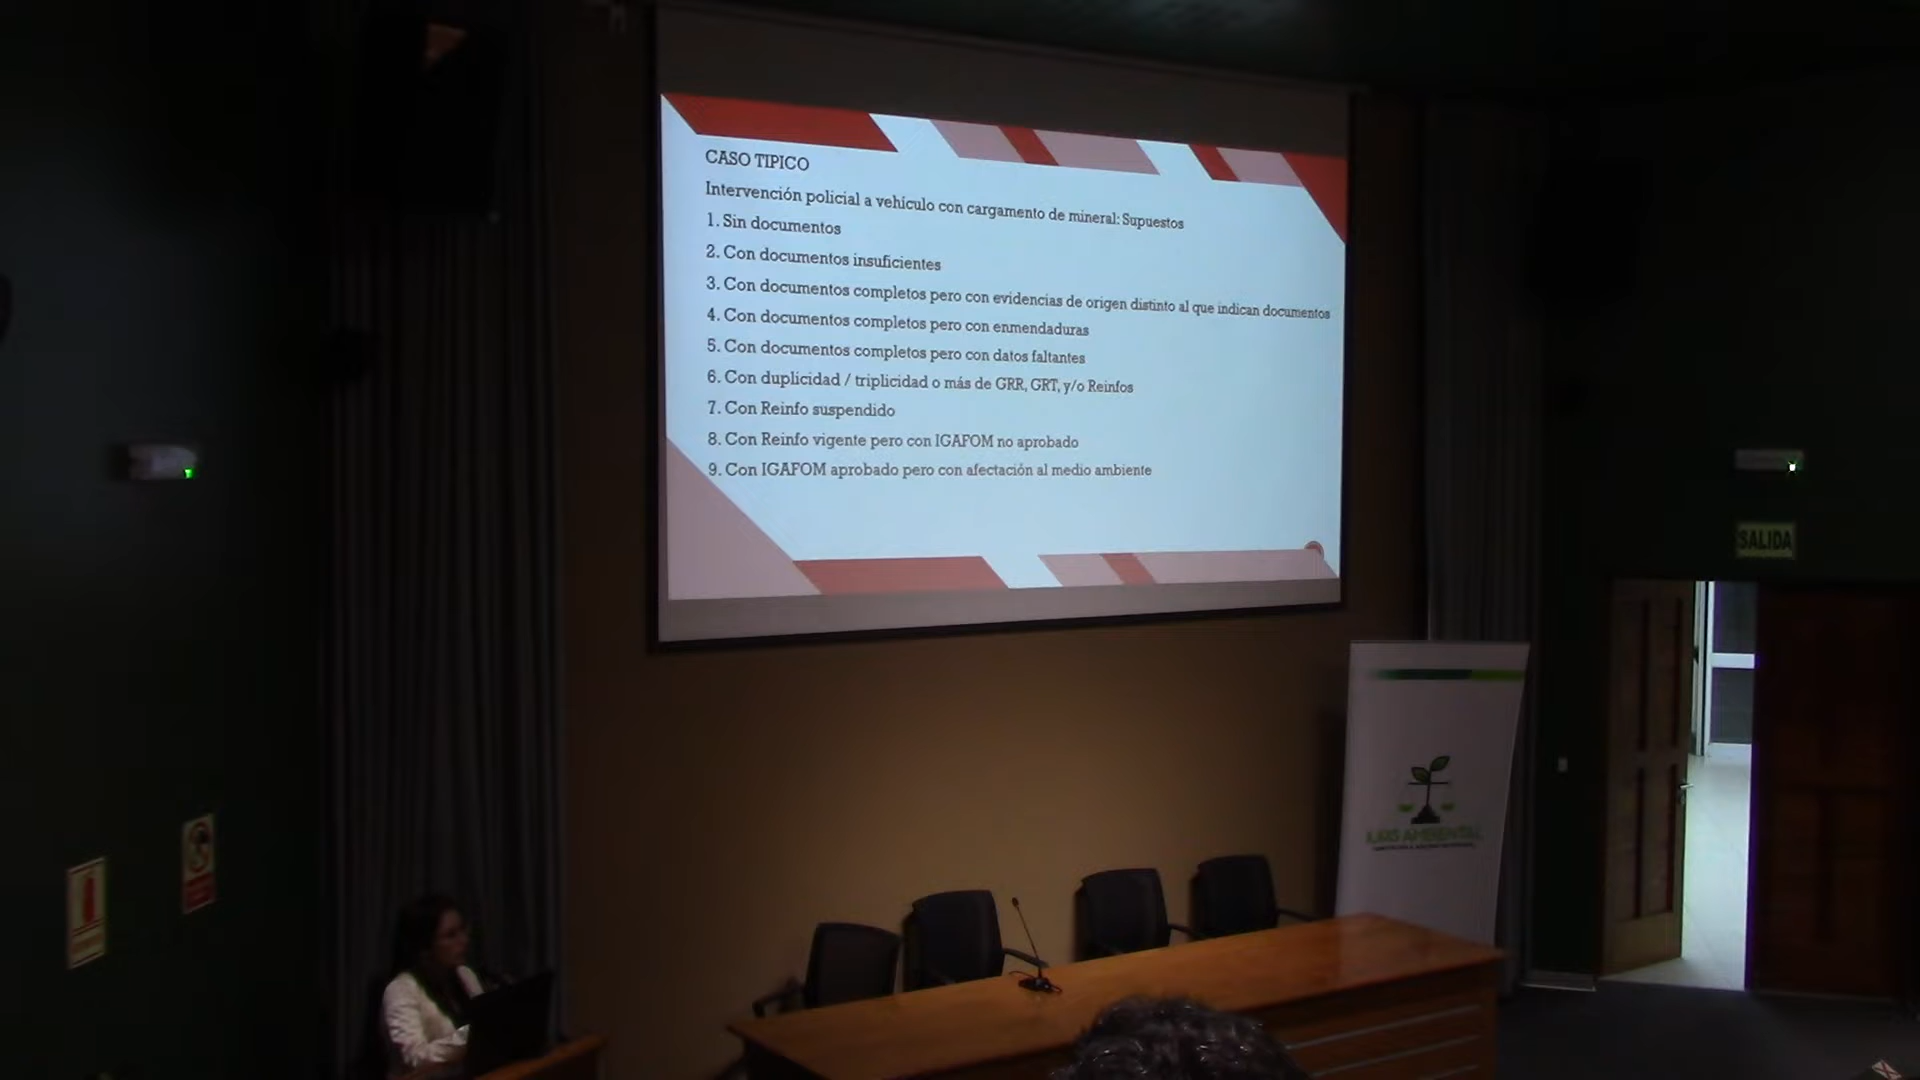 CASO TIPICO
Intervención policial a vehículo con cargamento de mineral: Supuestos
1. Sin documentos
2. Con documentos insuficientes
3. Con documentos completos pero con evidencias de origen distinto al que indican documentos
4. Con documentos completos pero con enmendaduras
5. Con documentos completos pero con datos faltantes
6. Con duplicidad / triplicidad o más de GRR, GRT, y/o Reinfos
7. Con Reinfo suspendido
8. Con Reinfo vigente pero con IGAFOM no aprobado
9. Con IGAFOM aprobado pero con afectación al medio ambiente
SALIDA
IURIS AMBIENTAL